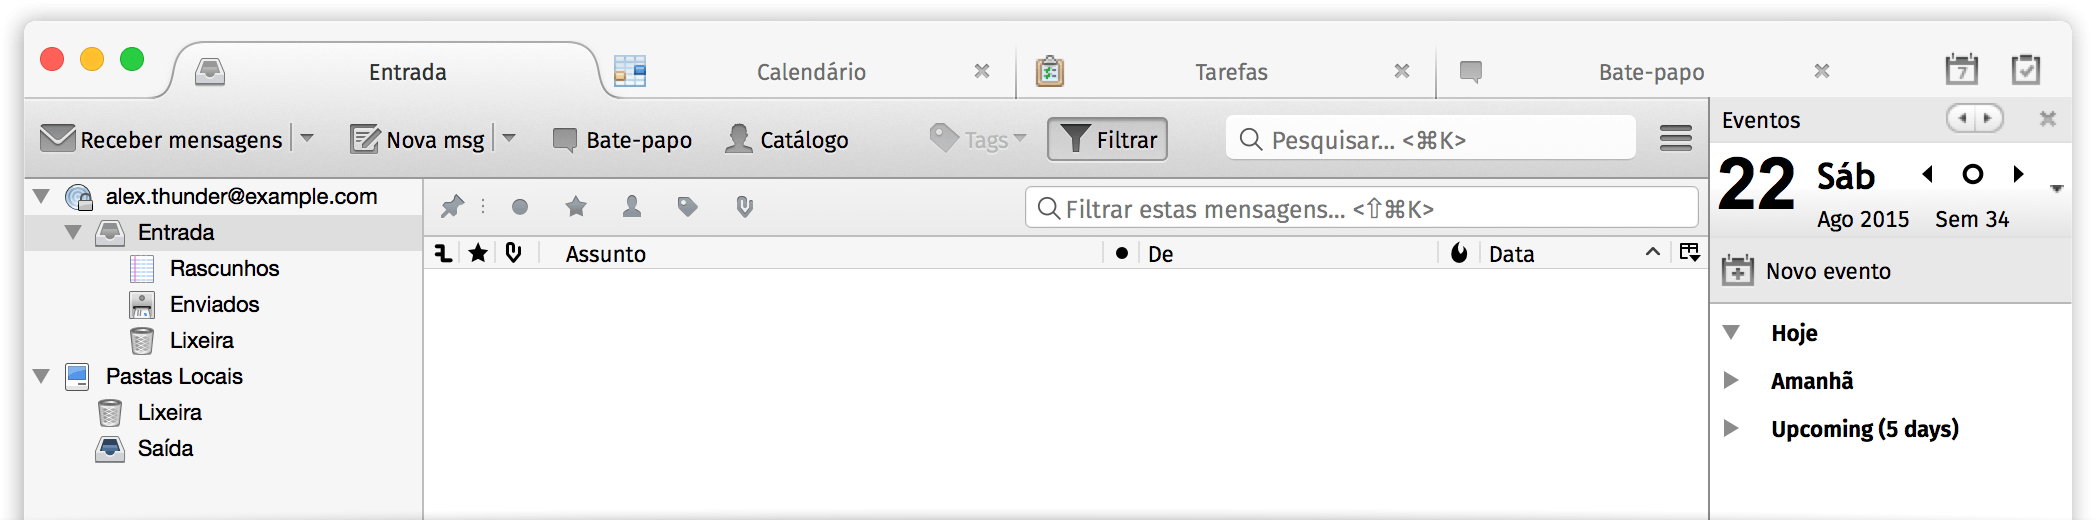 Entrada
Calendário
Tarefas
Bate-papo
7
Receber mensagens
Nova msg
Bate-papo
Catálogo
Tags
Filtrar
Pesquisar... <⌘K>
Eventos
alex.thunder@example.com
Entrada
Rascunhos
Enviados
Lixeira
Pastas Locais
Lixeira
Saída
Filtrar estas mensagens... <⇧⌘K>
Assunto
De
Data
22
Sáb
Ago 2015 Sem 34
Novo evento
Hoje
Amanhã
Upcoming (5 days)